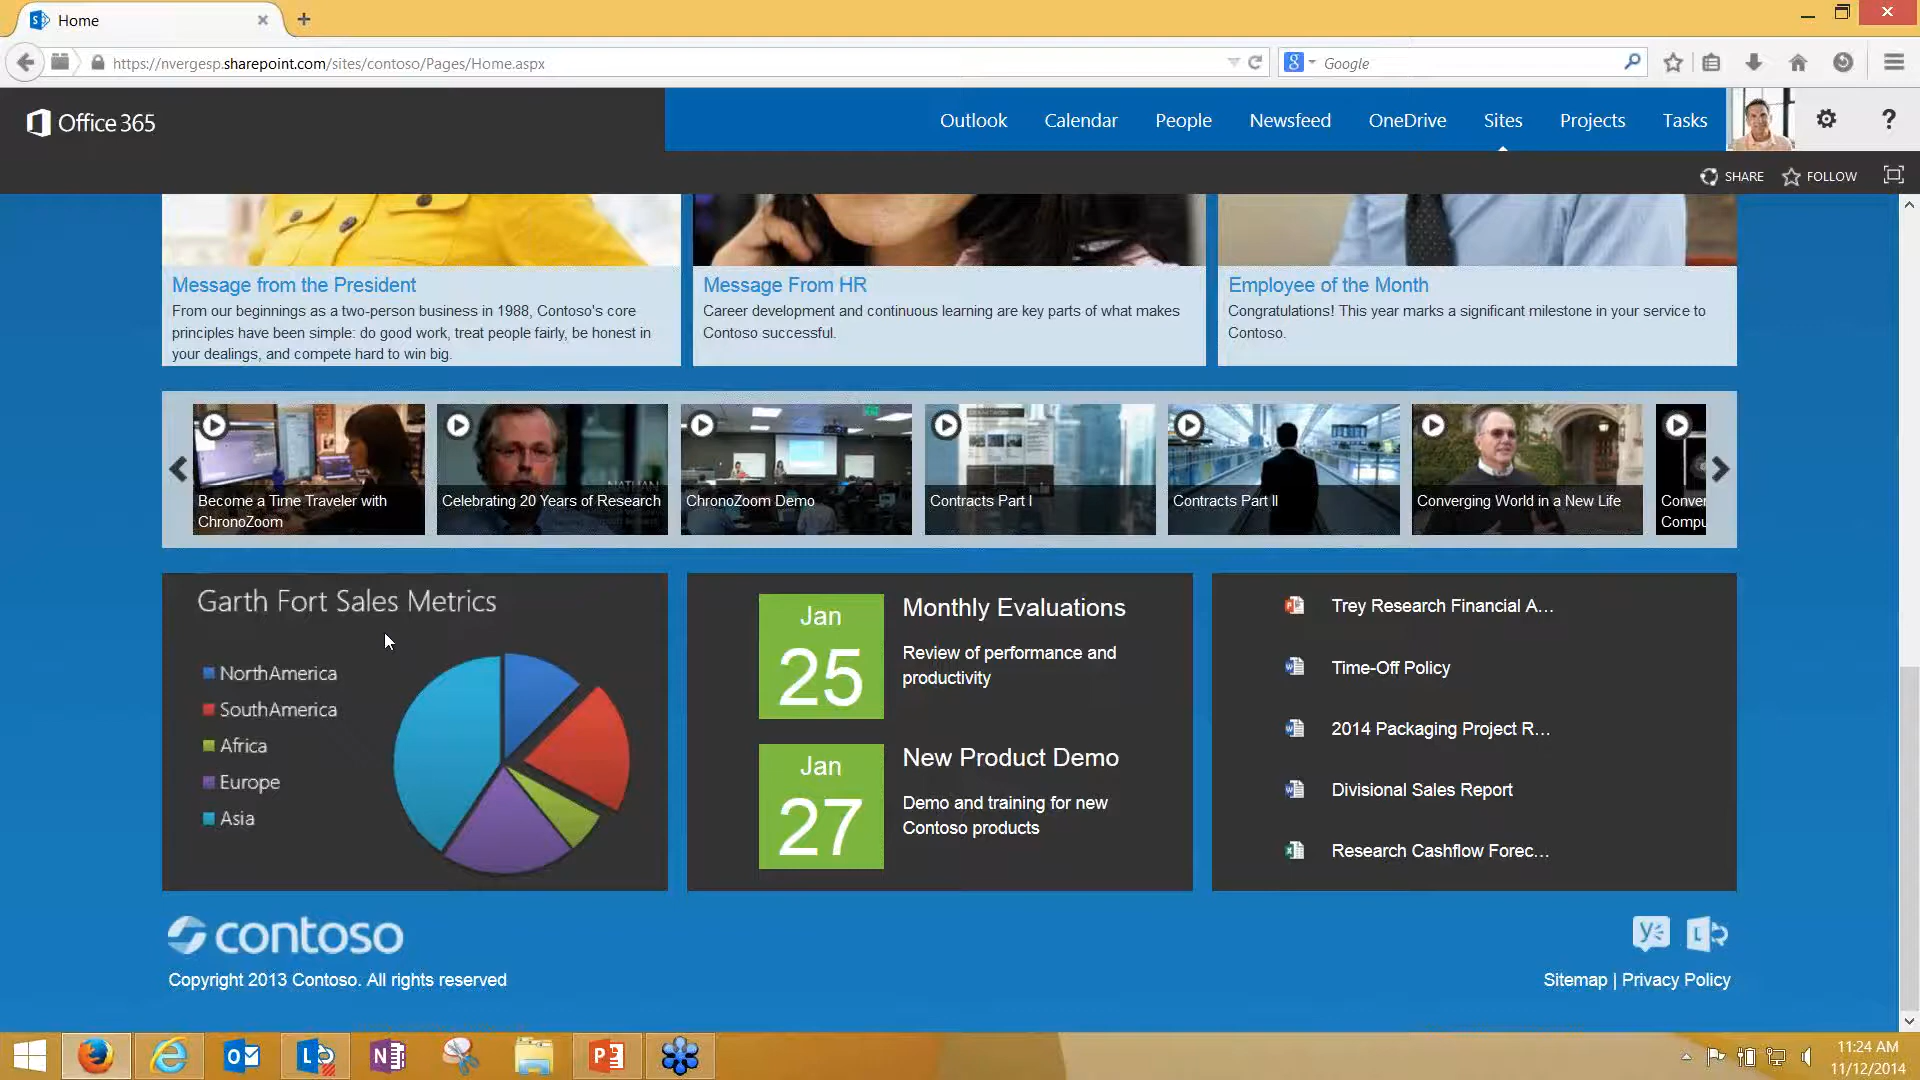 Home
https://nvergesp.sharepoint.com/sites/contoso/Pages/Home.aspx
Google
Office 365
Outlook
Calendar
People
Newsfeed
OneDrive
Sites
Projects
Tasks
?
SHARE
FOLLOW
Message from the President
From our beginnings as a two-person business in 1988, Contoso's core
principles have been simple: do good work, treat people fairly, be honest in
your dealings, and compete hard to win big.
Message From HR
Career development and continuous learning are key parts of what makes
Contoso successful.
Employee of the Month
Congratulations! This year marks a significant milestone in your service to
Contoso.
Become a Time Traveler with
ChronoZoom
Celebrating 20 Years of Research
ChronoZoom Demo
Contracts Part I
Contracts Part II
Converging World in a New Life
Conver
Compu
Garth Fort Sales Metrics
NorthAmerica
SouthAmerica
Africa
Europe
Asia
Jan
25
Monthly Evaluations
Review of performance and
productivity
Jan
27
New Product Demo
Demo and training for new
Contoso products
Trey Research Financial A...
Time-Off Policy
2014 Packaging Project R...
Divisional Sales Report
Research Cashflow Forec...
contoso
Copyright 2013 Contoso. All rights reserved
Sitemap | Privacy Policy
11:24 AM
11/12/2014